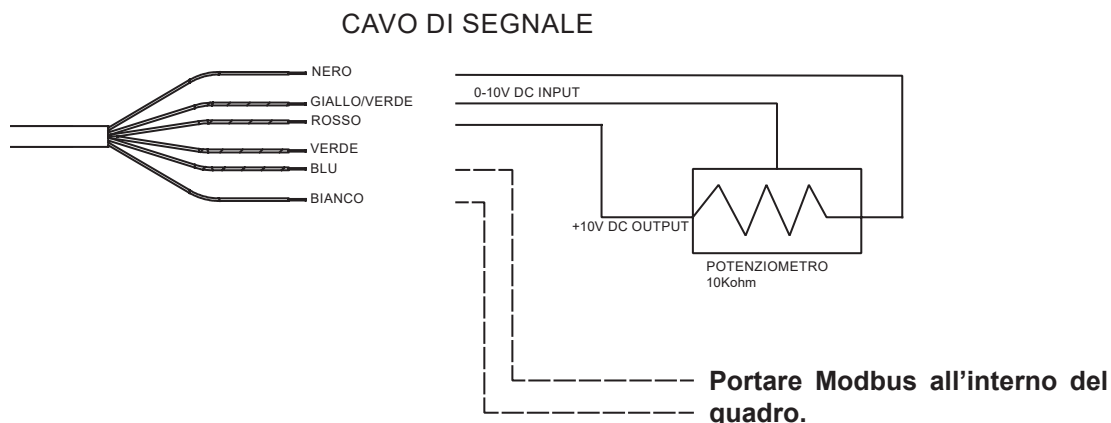 CAVO DI SEGNALE
NERO
0-10V DC INPUT
GIALLO/VERDE
ROSSO
VERDE
BLU
BIANCO
+10V DC OUTPUT
POTENZIOMETRO
10Kohm
Portare Modbus all'interno del
quadro.